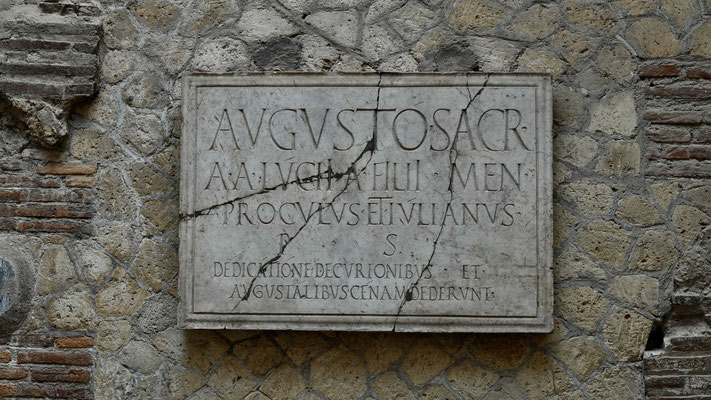 AVGVSTO·SACR·
A·A·LVCII·A·FILII·MEN·
PROCVLVS·ET·IVLIANVS·
P· S·
DEDICATIONE·DECVRIONIBVS· ET·
AVGVSTALIBVS·CENAM·DEDERVNT